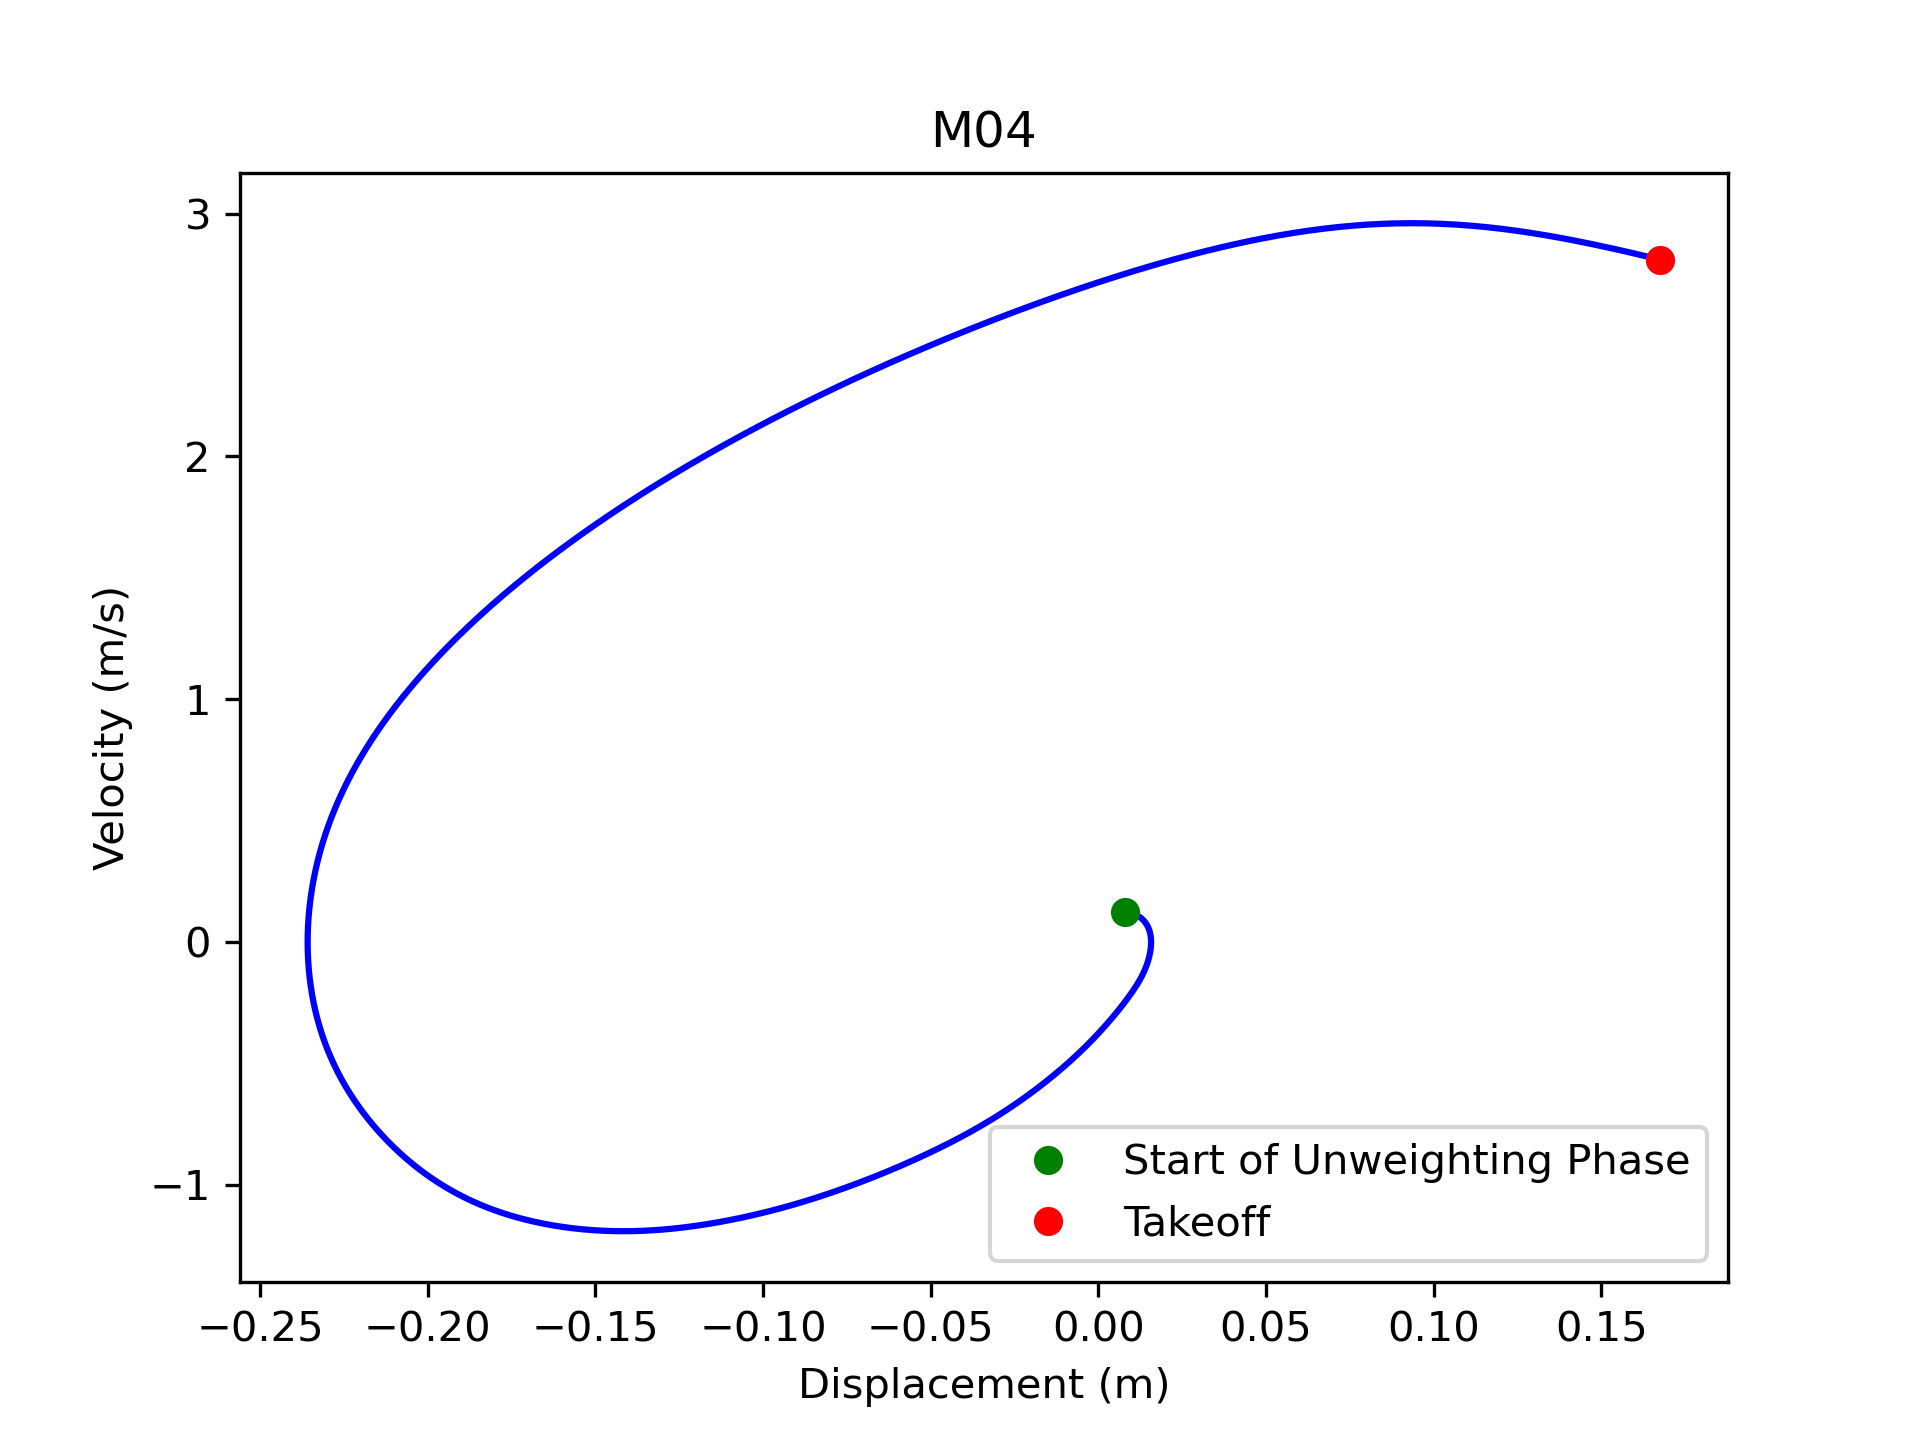 M04
3
2
1
0
−1
Velocity (m/s)
Start of Unweighting Phase
Takeoff
−0.25 −0.20 −0.15 −0.10 −0.05 0.00 0.05 0.10 0.15
Displacement (m)